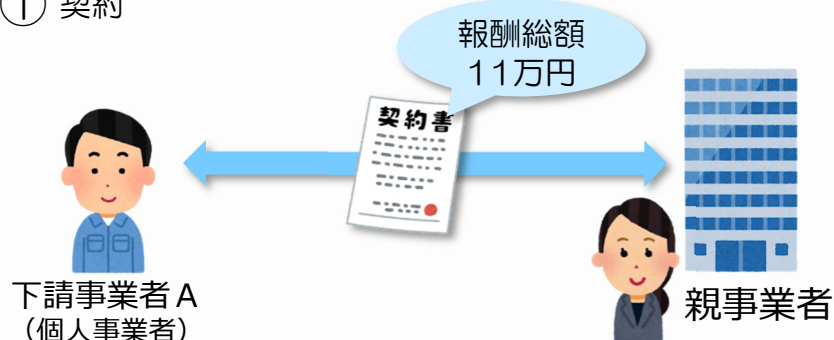 ① 契約
報酬総額
11万円
契約書
下請事業者A
（個人事業者）
親事業者